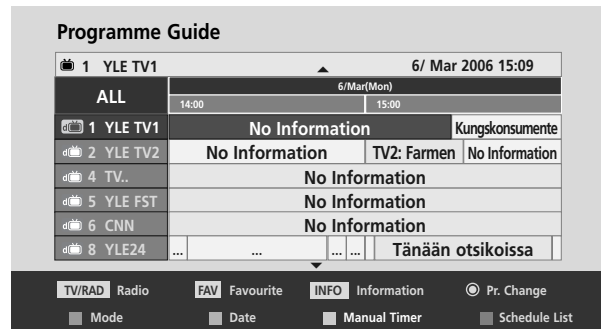 Programme Guide
1 YLE TV1 6/ Mar 2006 15:09
ALL 6/Mar(Mon)
14:00 15:00
1 YLE TV1 No Information Kungskonsumente
2 YLE TV2 No Information TV2: Farmen No Information
4 TV.. No Information
5 YLE FST No Information
6 CNN No Information
8 YLE24 ... ... ... ... Tänään otsikoissa
TV/RAD Radio FAV Favourite INFO Information Pr. Change
Mode Date Manual Timer Schedule List